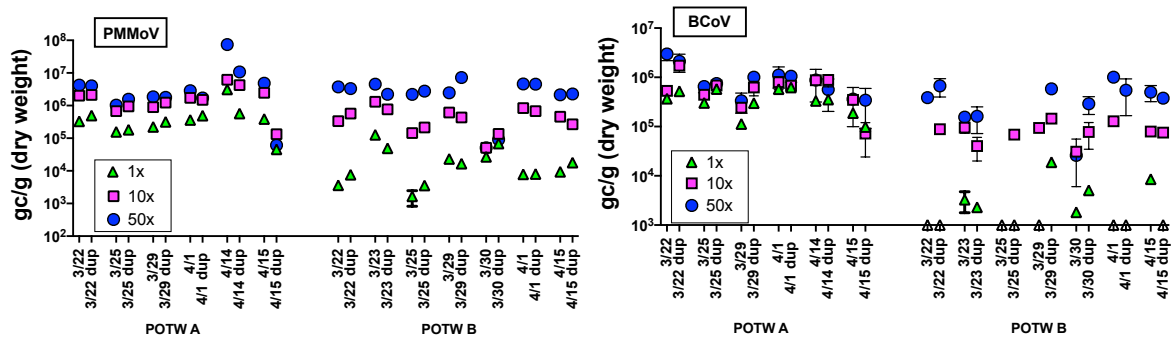 PMMoV
gc/g (dry weight)
10⁸
10⁷
10⁶
10⁵
10⁴
10³
10²
1x
10x
50x
3/22
3/22 dup
3/25
3/25 dup
3/29
3/29 dup
4/1
4/1 dup
4/14
4/14 dup
4/15
4/15 dup
3/22
3/22 dup
3/23
3/23 dup
3/25
3/25 dup
3/29
3/29 dup
3/30
3/30 dup
4/1
4/1 dup
4/15
4/15 dup
POTW A
POTW B
BCoV
gc/g (dry weight)
10⁷
10⁶
10⁵
10⁴
10³
1x
10x
50x
3/22
3/22 dup
3/25
3/25 dup
3/29
3/29 dup
4/1
4/1 dup
4/14
4/14 dup
4/15
4/15 dup
3/22
3/22 dup
3/23
3/23 dup
3/25
3/25 dup
3/29
3/29 dup
3/30
3/30 dup
4/1
4/1 dup
4/15
4/15 dup
POTW A
POTW B